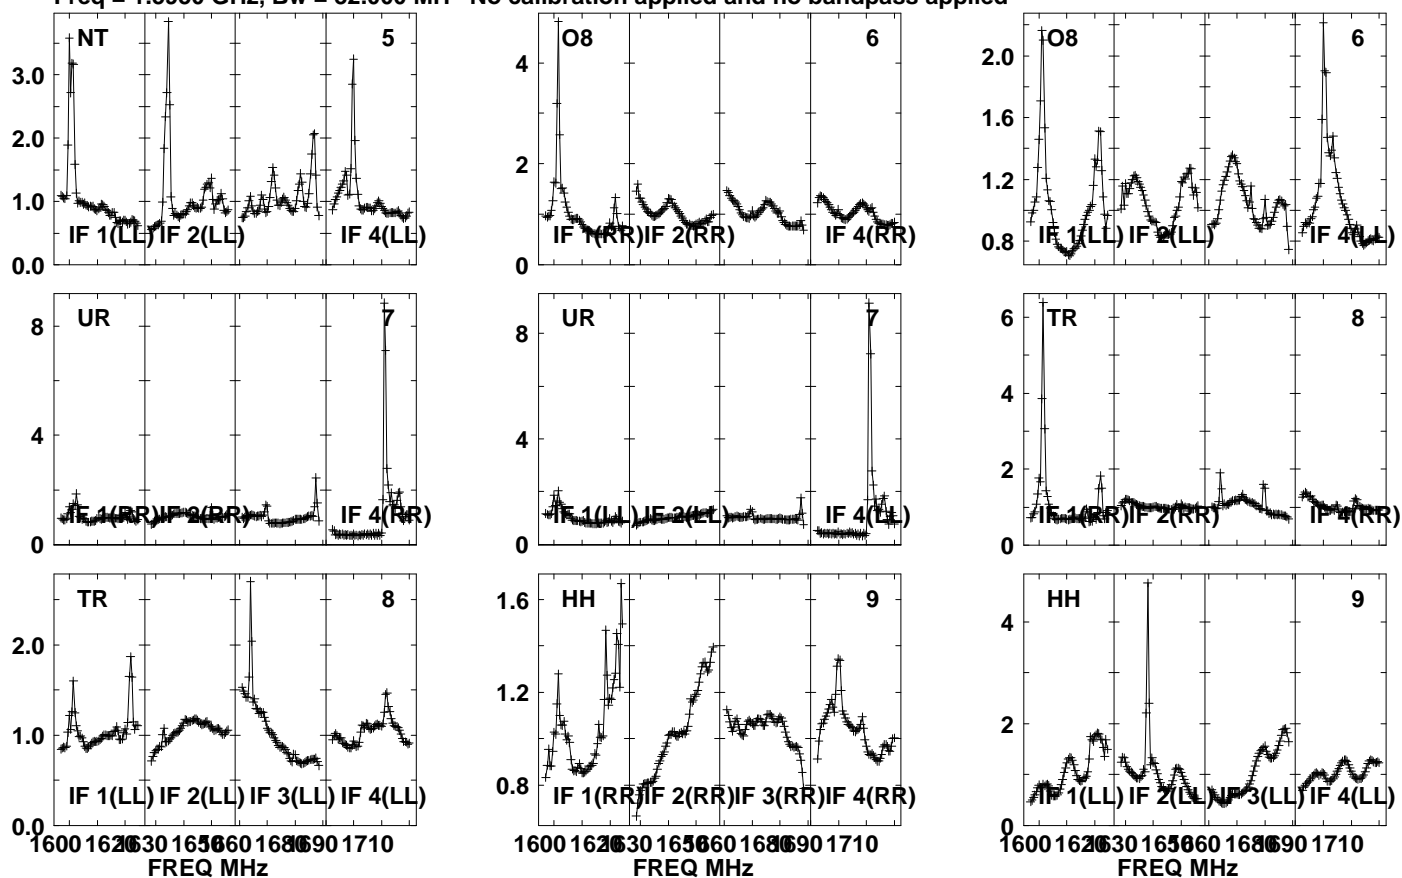 No calibration applied and no bandpass applied
NT 5 O8 6 O8 6
3.0 2.0 1.0 0.0
4 2 0
2.0 1.6 1.2 0.8
IF 1(LL) IF 2(LL) IF 4(LL)
IF 1(RR) IF 2(RR) IF 4(RR)
IF 1(LL) IF 2(LL) IF 4(LL)
UR 7 UR 7 TR 8
8 4 0
8 4 0
6 4 2 0
IF 1(RR) IF 2(RR) IF 4(RR)
IF 1(LL) IF 2(LL) IF 4(LL)
IF 1(RR) IF 2(RR) IF 4(RR)
TR 8 HH 9 HH 9
2.0 1.0 0.0
1.6 1.2 0.8
4 2 0
IF 1(LL) IF 2(LL) IF 3(LL) IF 4(LL)
IF 1(RR) IF 2(RR) IF 3(RR) IF 4(RR)
IF 1(LL) IF 2(LL) IF 3(LL) IF 4(LL)
1600 1710
1600 1710
1600 1710
FREQ MHz FREQ MHz FREQ MHz